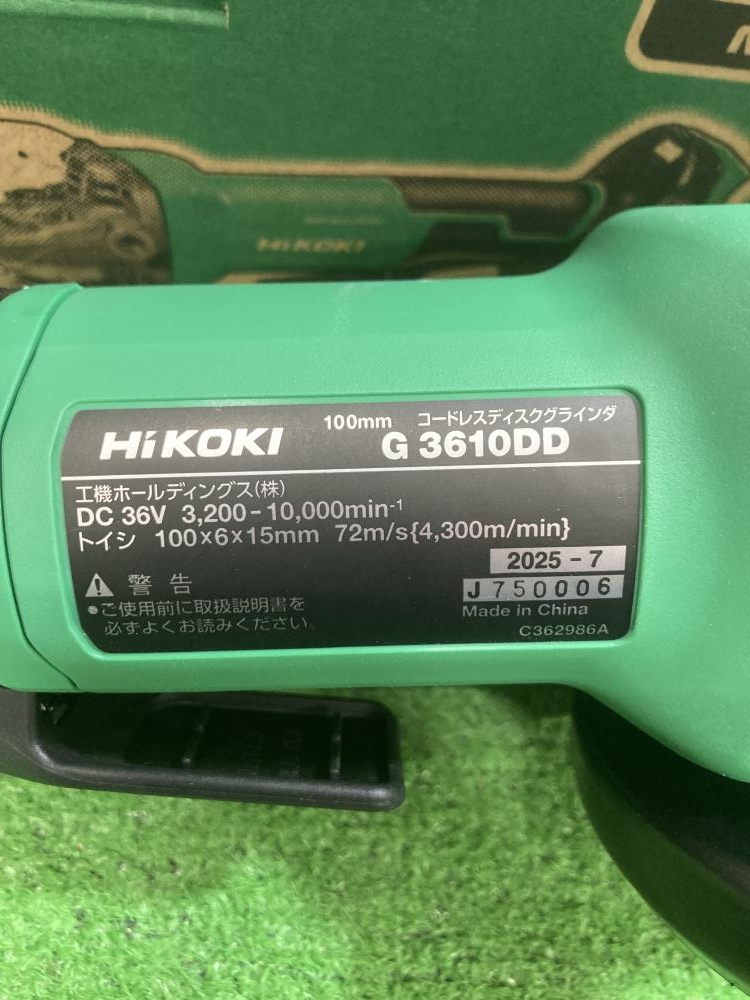 HiKOKI
HiKOKI
100mm コードレスディスクグラインダ
G 3610DD
工機ホールディングス(株)
DC 36V 3,200-10,000min-1
トイシ 100×6×15mm 72m/s{4,300m/min}
2025-7
J750006
Made in China
C362986A
警告
●ご使用前に取扱説明書を
必ずよくお読みください。